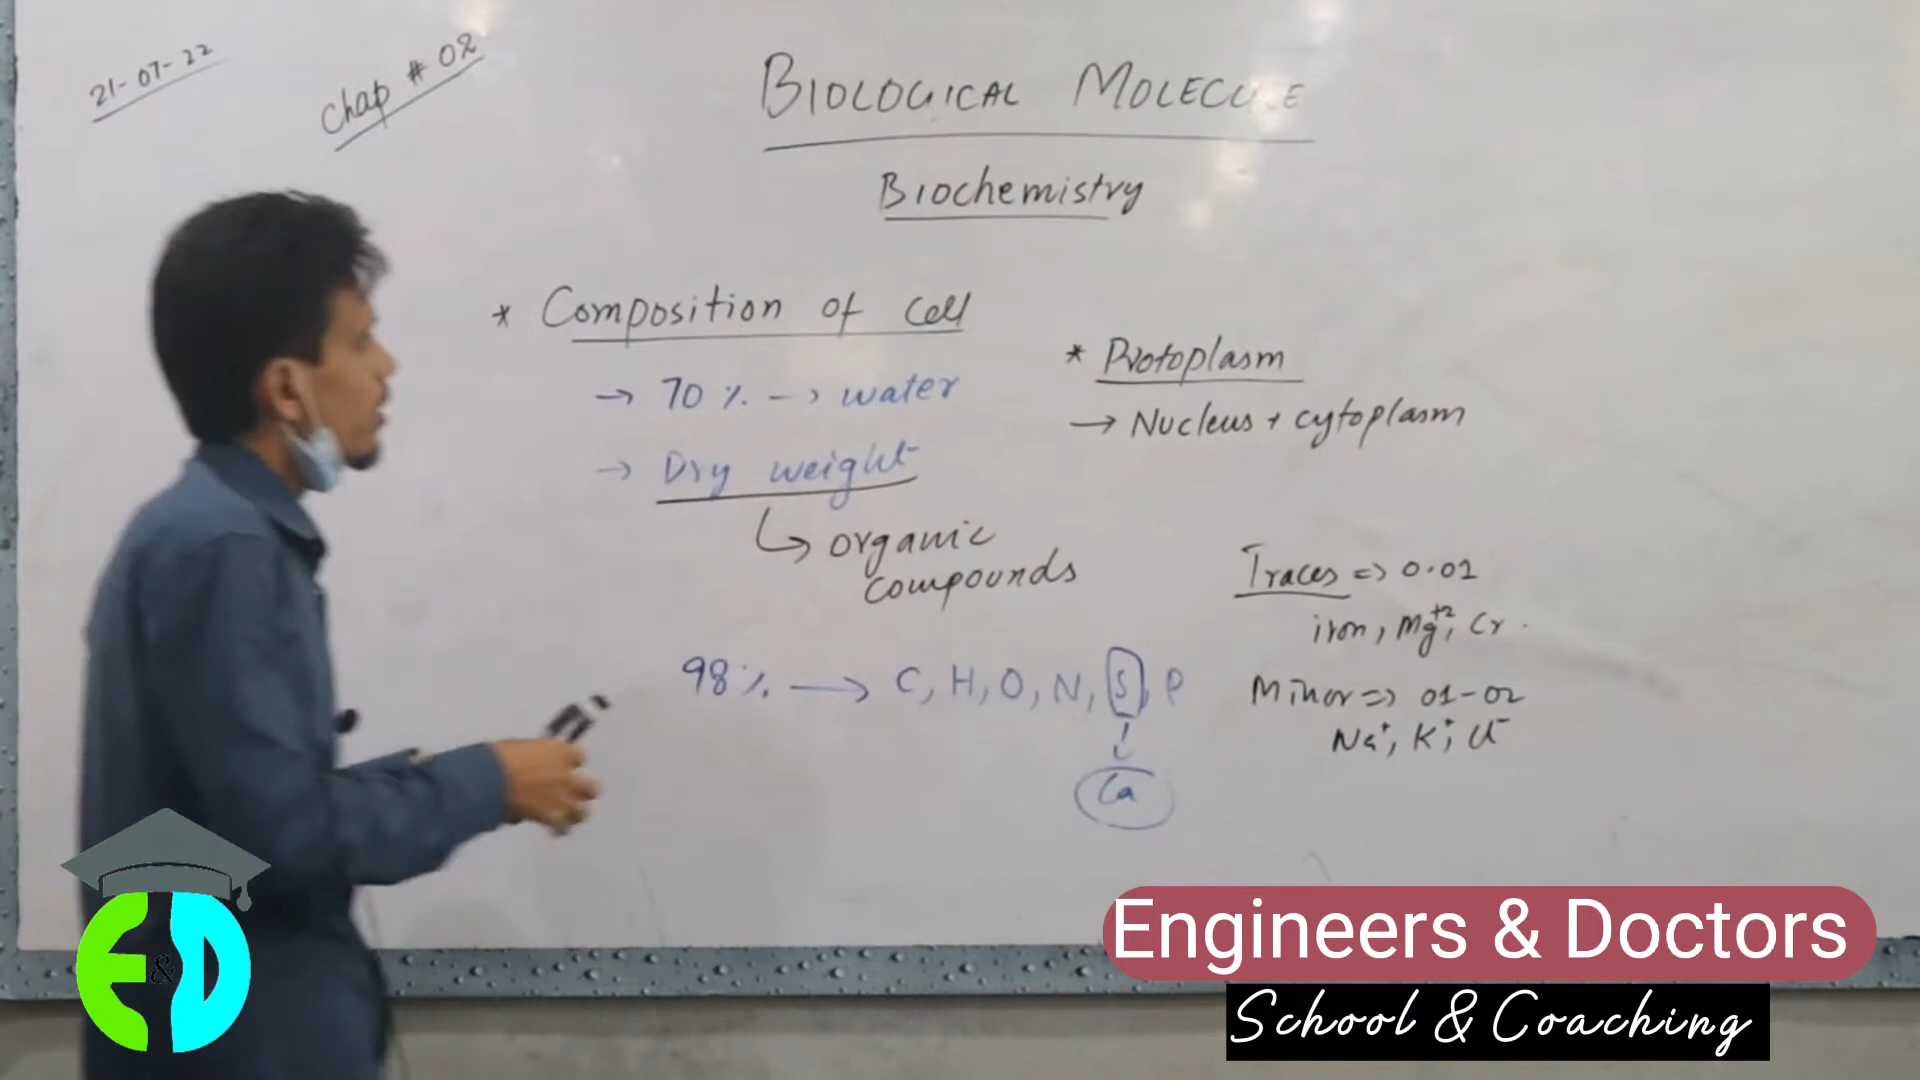 21-07-22
Chap # 02
BIOLOGICAL MOLECULE
Biochemistry
* Composition of Cell
→ 70 % --> water
→ Dry weight
↳ organic
compounds
98% → C, H, O, N, S, P
Ca
* Protoplasm
→ Nucleus + cytoplasm
Traces => 0.01
iron, Mg+2, Cr.
Minor => 01-02
Na+, K+, Cl-
E&D
Engineers & Doctors
School & Coaching